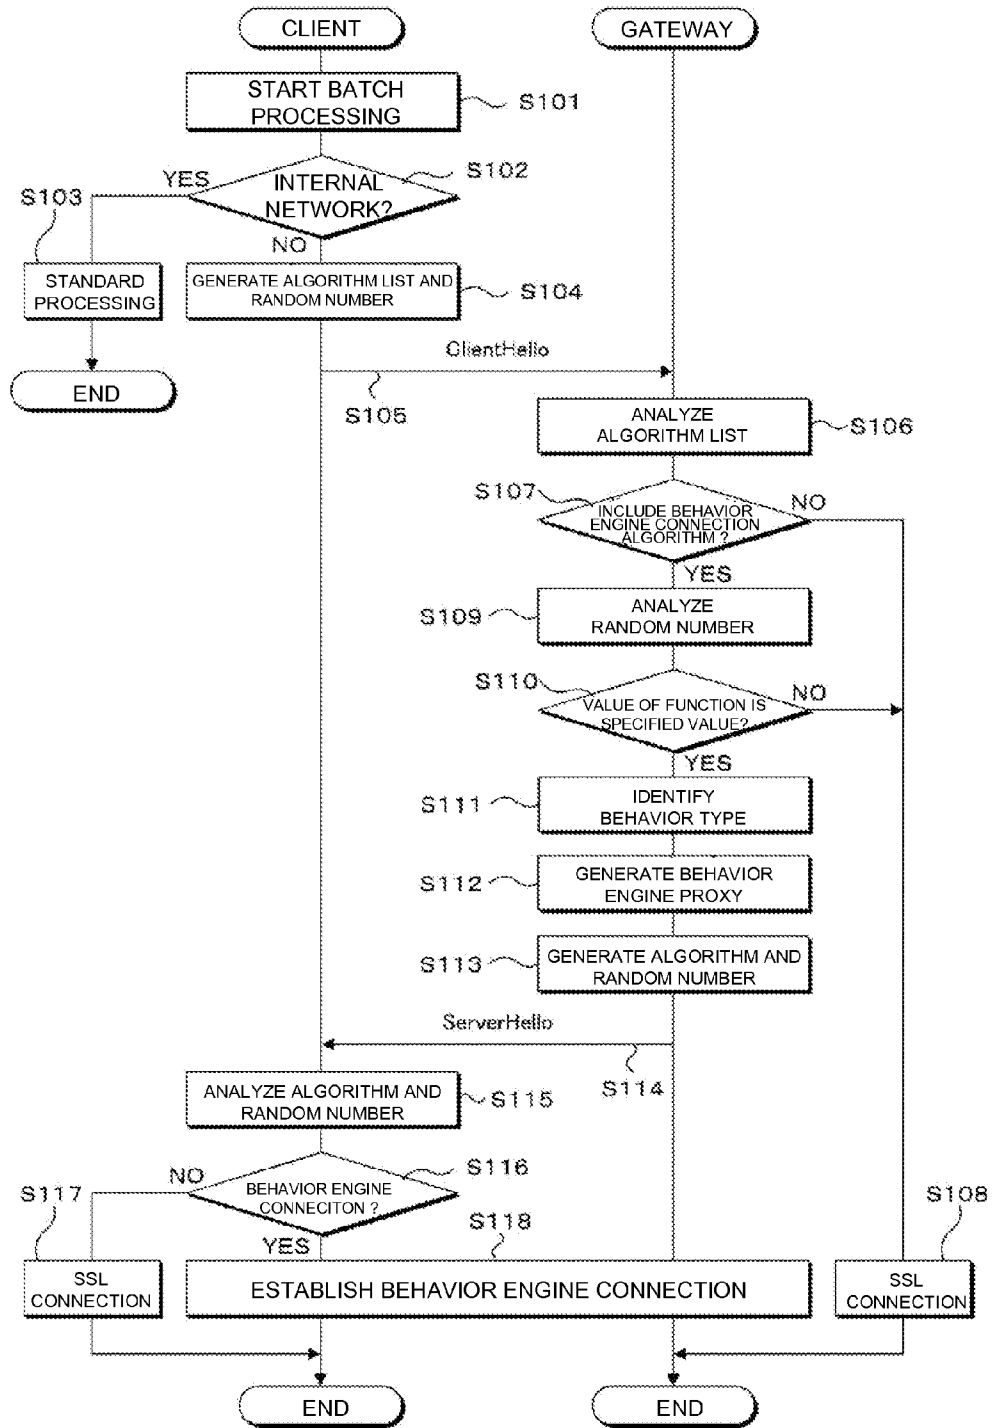 CLIENT
GATEWAY
START BATCH
PROCESSING
S101
S102
YES
INTERNAL
NETWORK?
S103
NO
STANDARD
PROCESSING
GENERATE ALGORITHM LIST AND
RANDOM NUMBER
S104
END
ClientHello
S105
ANALYZE
ALGORITHM LIST
S106
S107
NO
INCLUDE BEHAVIOR
ENGINE CONNECTION
ALGORITHM ?
YES
S109
ANALYZE
RANDOM NUMBER
S110
NO
VALUE OF FUNCTION IS
SPECIFIED VALUE?
YES
S111
IDENTIFY
BEHAVIOR TYPE
S112
GENERATE BEHAVIOR
ENGINE PROXY
S113
GENERATE ALGORITHM AND
RANDOM NUMBER
ServerHello
S114
ANALYZE ALGORITHM AND
RANDOM NUMBER
S115
S116
NO
BEHAVIOR ENGINE
CONNECITON ?
S117
YES
S118
S108
SSL
CONNECTION
ESTABLISH BEHAVIOR ENGINE CONNECTION
SSL
CONNECTION
END
END